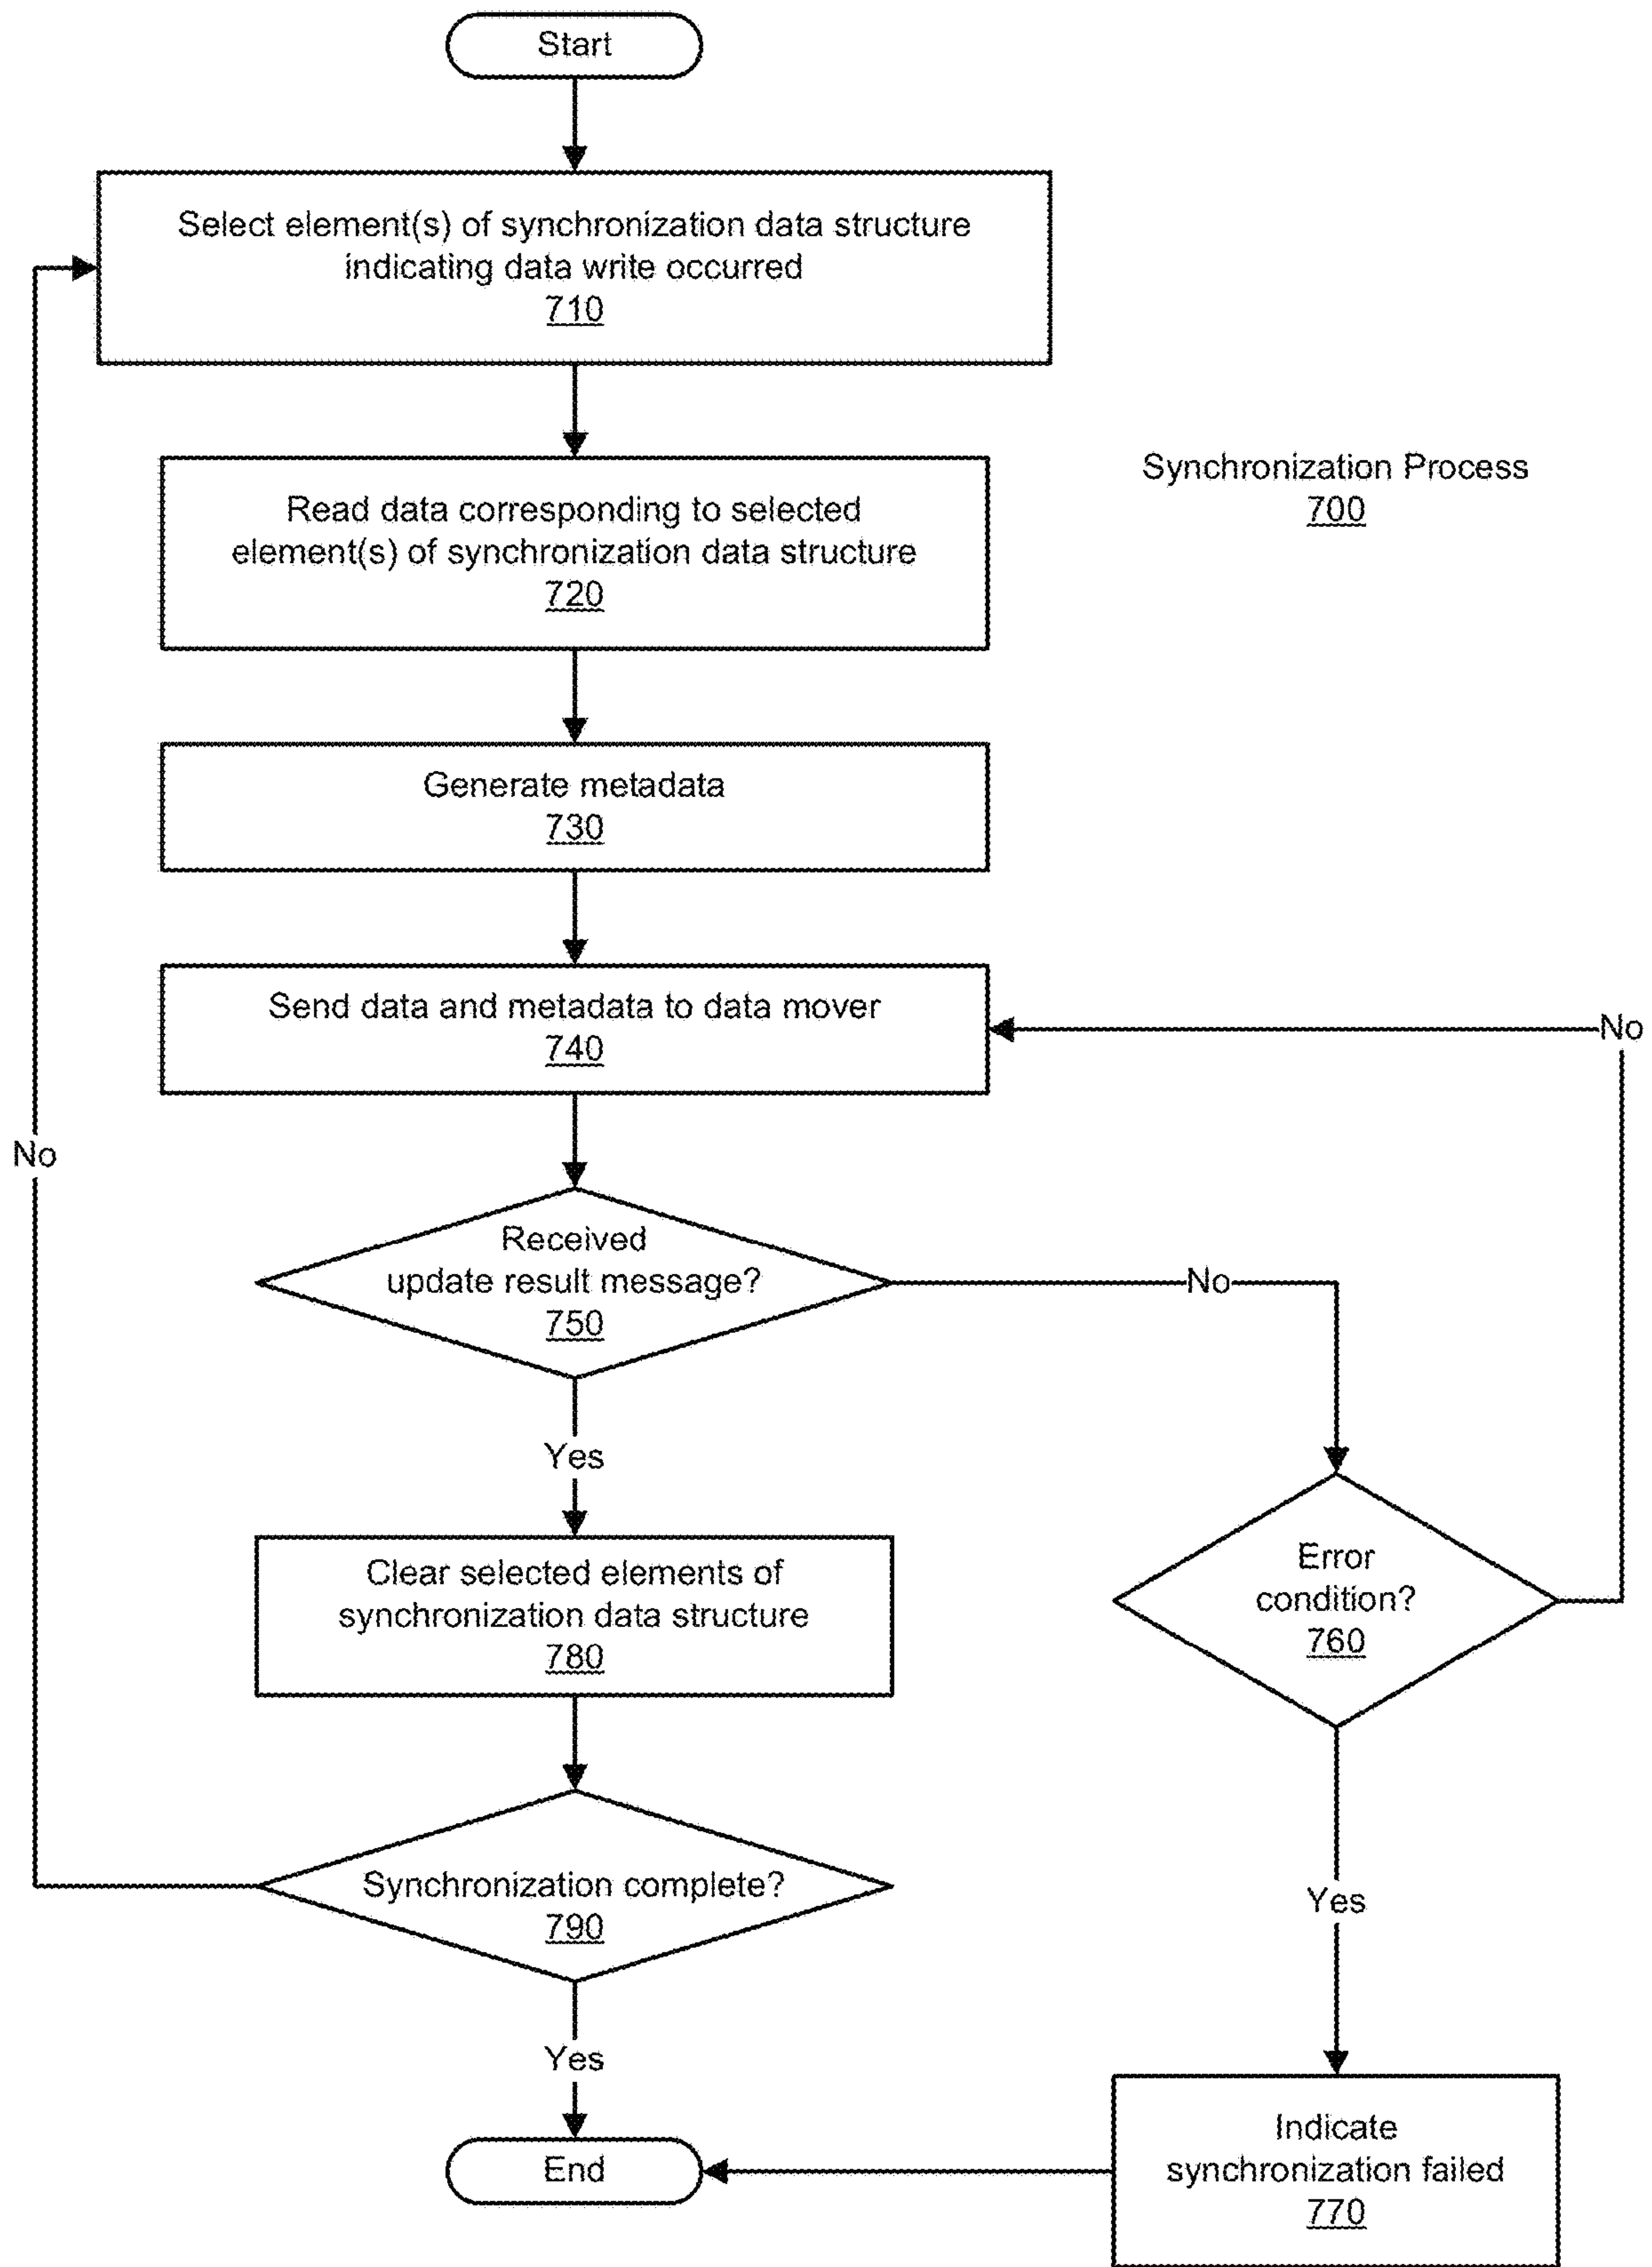 Start
Select element(s) of synchronization data structure
indicating data write occurred
710
Read data corresponding to selected
element(s) of synchronization data structure
720
Synchronization Process
700
Generate metadata
730
Send data and metadata to data mover
740
No
No
Received
update result message?
750
No
Yes
Error
condition?
760
Clear selected elements of
synchronization data structure
780
Synchronization complete?
790
Yes
Yes
End
Indicate
synchronization failed
770